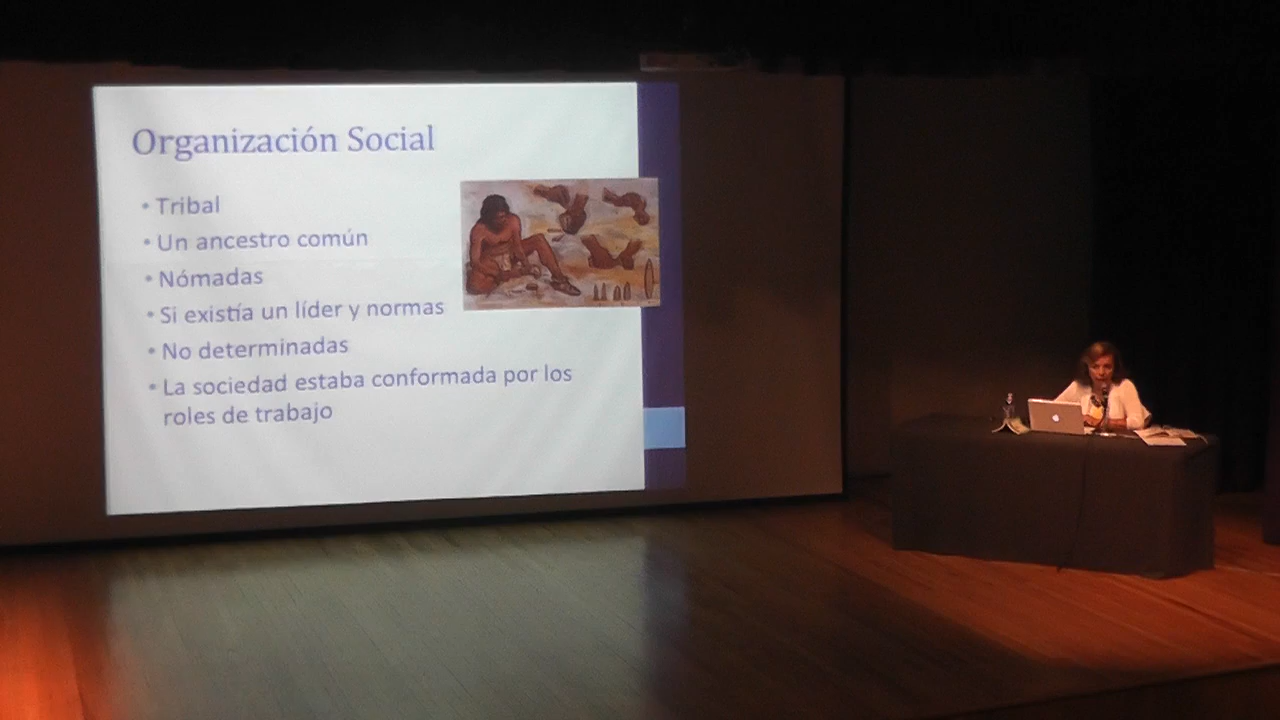 Organización Social
• Tribal
• Un ancestro común
• Nómadas
• Si existía un líder y normas
• No determinadas
• La sociedad estaba conformada por los
roles de trabajo